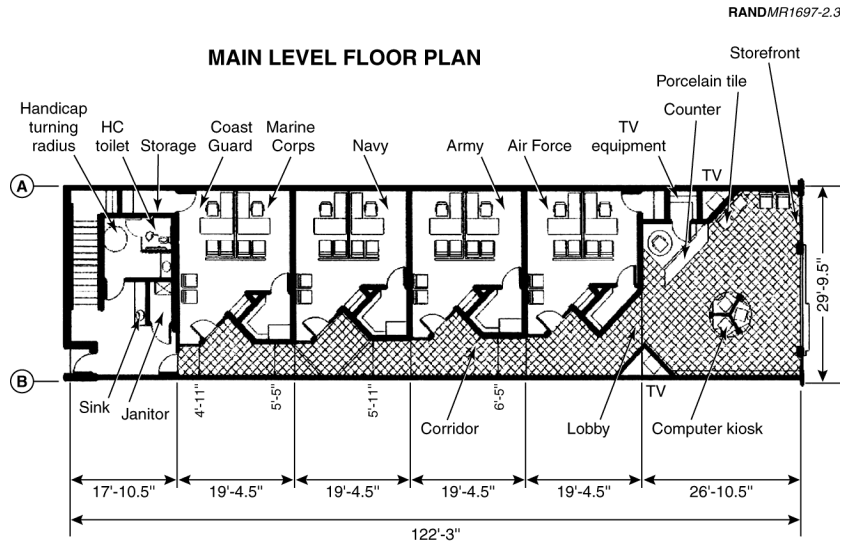 RANDMR1697-2.3
MAIN LEVEL FLOOR PLAN
Storefront
Porcelain tile
Counter
Handicap
turning
radius
HC
toilet
Storage
Coast
Guard
Marine
Corps
Navy
Army
Air Force
TV
equipment
TV
A
B
29'-9.5"
Sink
Janitor
4'-11"
5'-5"
5'-11"
6'-5"
Corridor
Lobby
TV
Computer kiosk
17'-10.5"
19'-4.5"
19'-4.5"
19'-4.5"
19'-4.5"
26'-10.5"
122'-3"